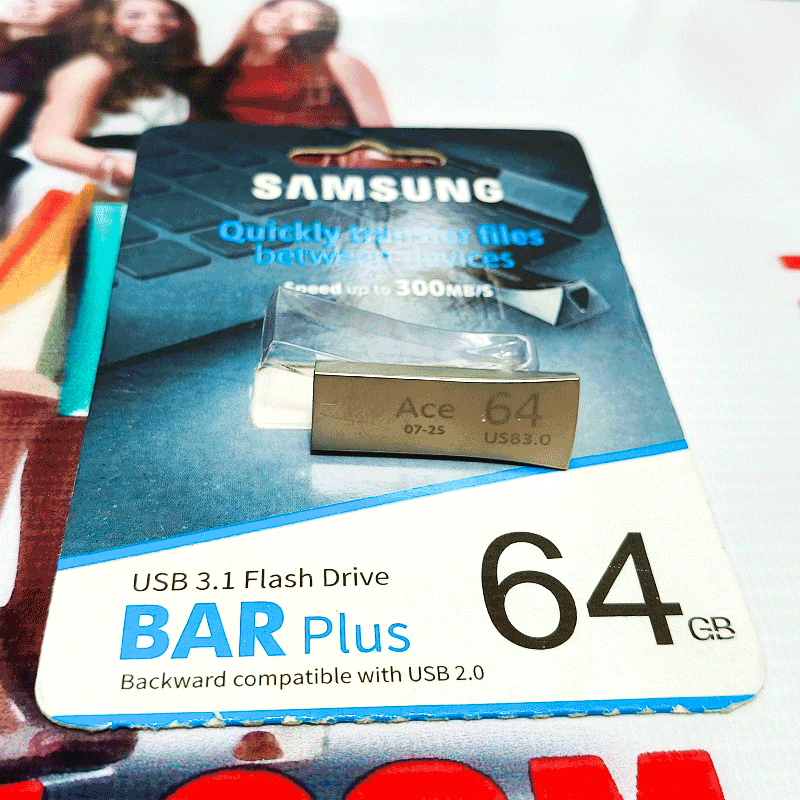 SAMSUNG
Quickly transfer files
between devices
Speed up to 300MB/S
Ace 64
07-25 USB3.0
USB 3.1 Flash Drive
BAR Plus 64 GB
Backward compatible with USB 2.0